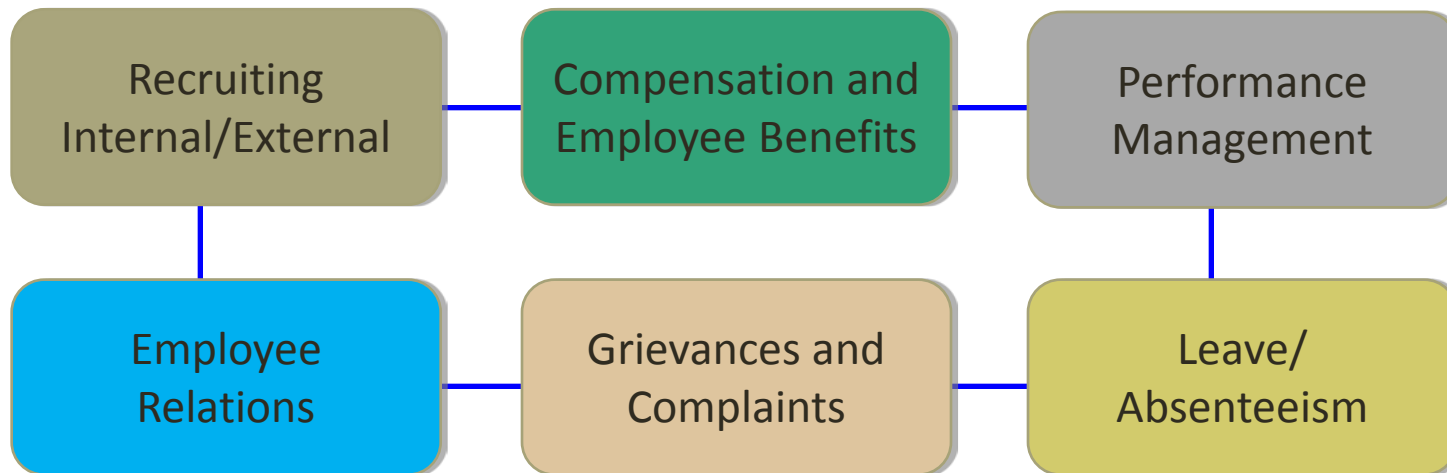 Recruiting
Internal/External
Compensation and
Employee Benefits
Performance
Management
Employee
Relations
Grievances and
Complaints
Leave/
Absenteeism